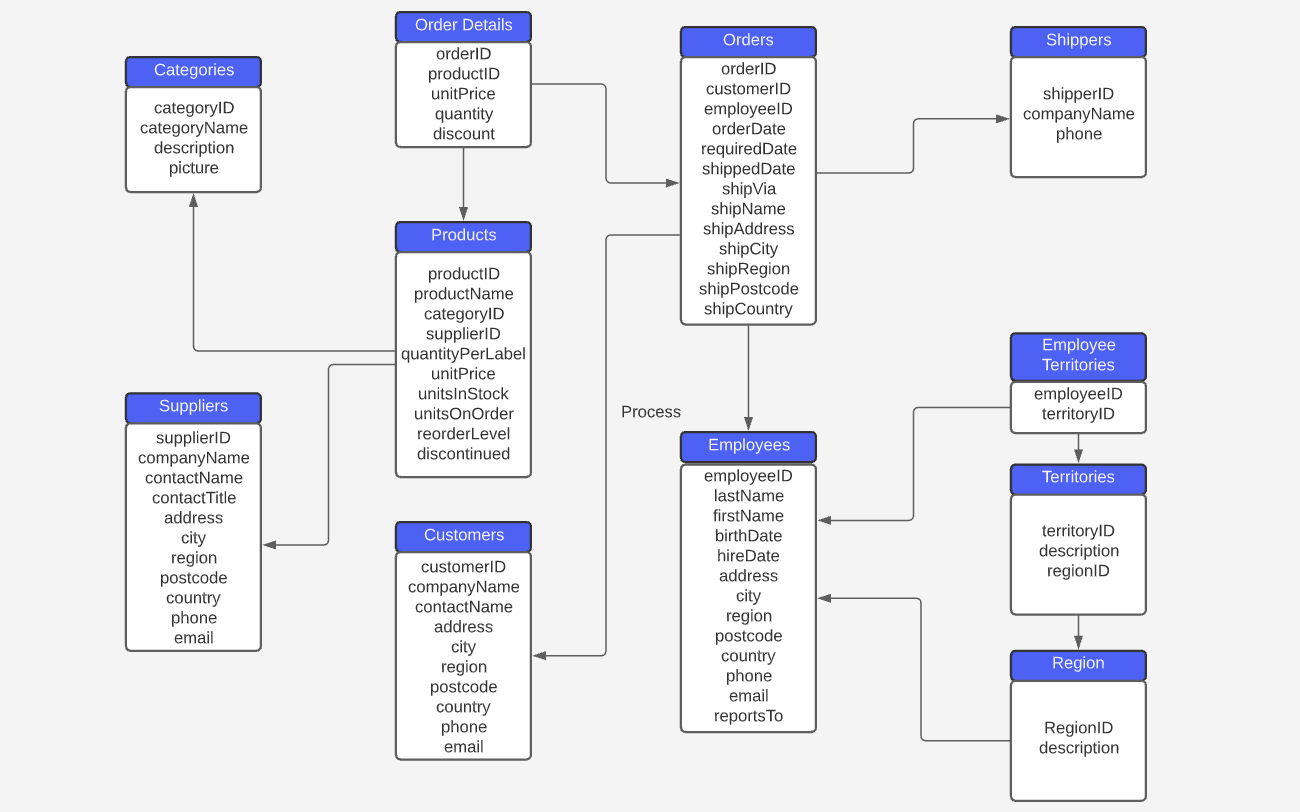 Categories
categoryID
categoryName
description
picture
Order Details
orderID
productID
unitPrice
quantity
discount
Orders
orderID
customerID
employeeID
orderDate
requiredDate
shippedDate
shipVia
shipName
shipAddress
shipCity
shipRegion
shipPostcode
shipCountry
Shippers
shipperID
companyName
phone
Products
productID
productName
categoryID
supplierID
quantityPerLabel
unitPrice
unitsInStock
unitsOnOrder
reorderLevel
discontinued
Suppliers
supplierID
companyName
contactName
contactTitle
address
city
region
postcode
country
phone
email
Customers
customerID
companyName
contactName
address
city
region
postcode
country
phone
email
Process
Employees
employeeID
lastName
firstName
birthDate
hireDate
address
city
region
postcode
country
phone
email
reportsTo
Employee
Territories
employeeID
territoryID
Territories
territoryID
description
regionID
Region
RegionID
description